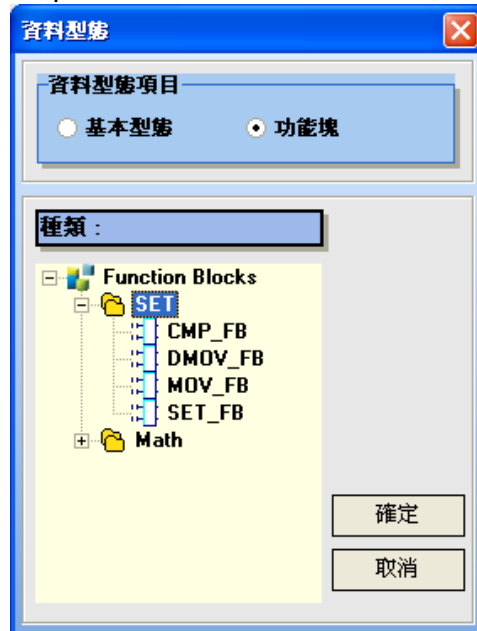 資料型態
資料型態項目
基本型態 功能塊
種類 :
Function Blocks
SET
CMP_FB
DMOV_FB
MOV_FB
SET_FB
Math
確定
取消